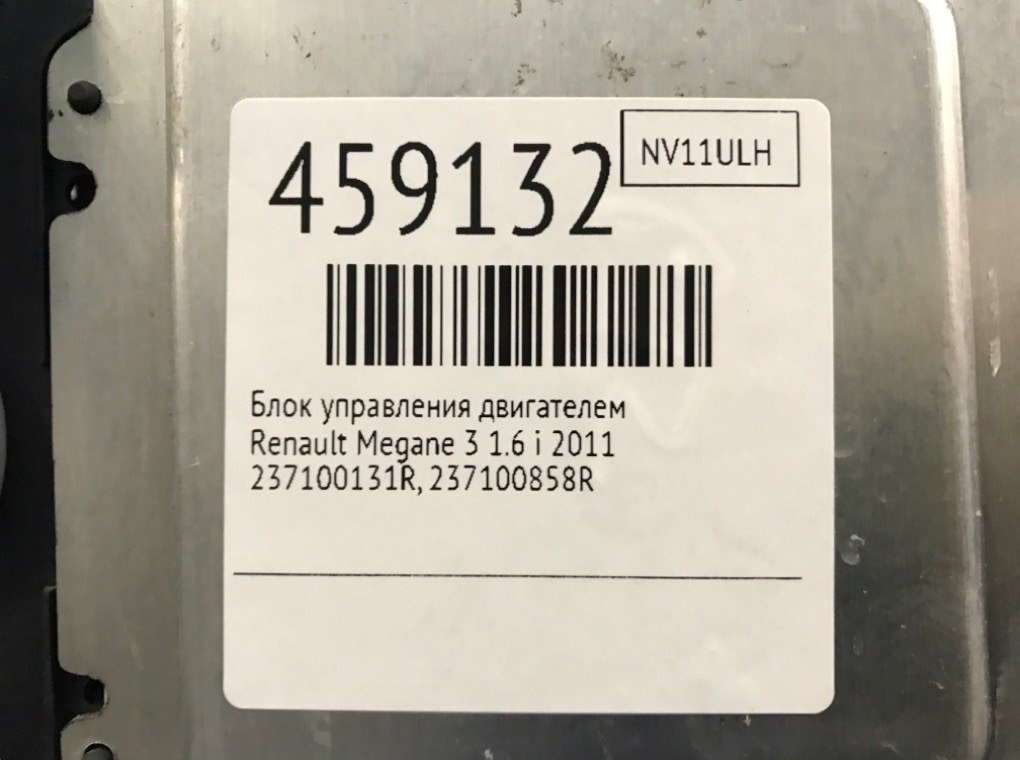 459132
NV11ULH
Блок управления двигателем
Renault Megane 3 1.6 i 2011
237100131R, 237100858R